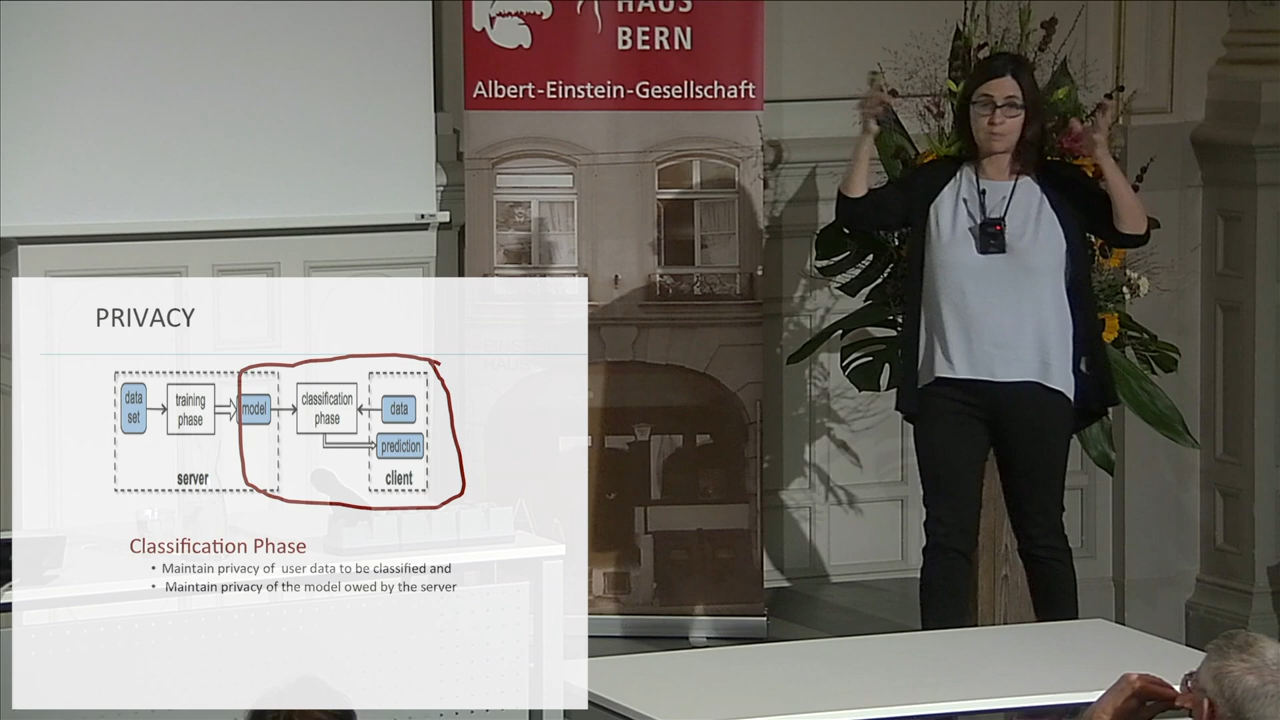 HAUS
BERN
Albert-Einstein-Gesellschaft
PRIVACY
data
set
training
phase
model
classification
phase
data
prediction
server
client
Classification Phase
• Maintain privacy of user data to be classified and
• Maintain privacy of the model owed by the server